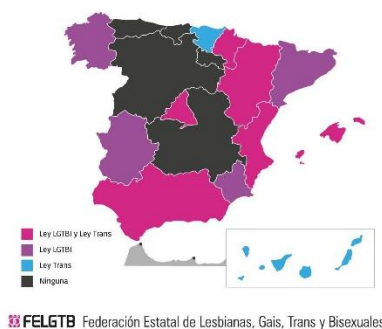 Ley LGTBI y Ley Trans
Ley LGTBI
Ley Trans
Ninguna
FELGTB Federación Estatal de Lesbianas, Gais, Trans y Bisexuales